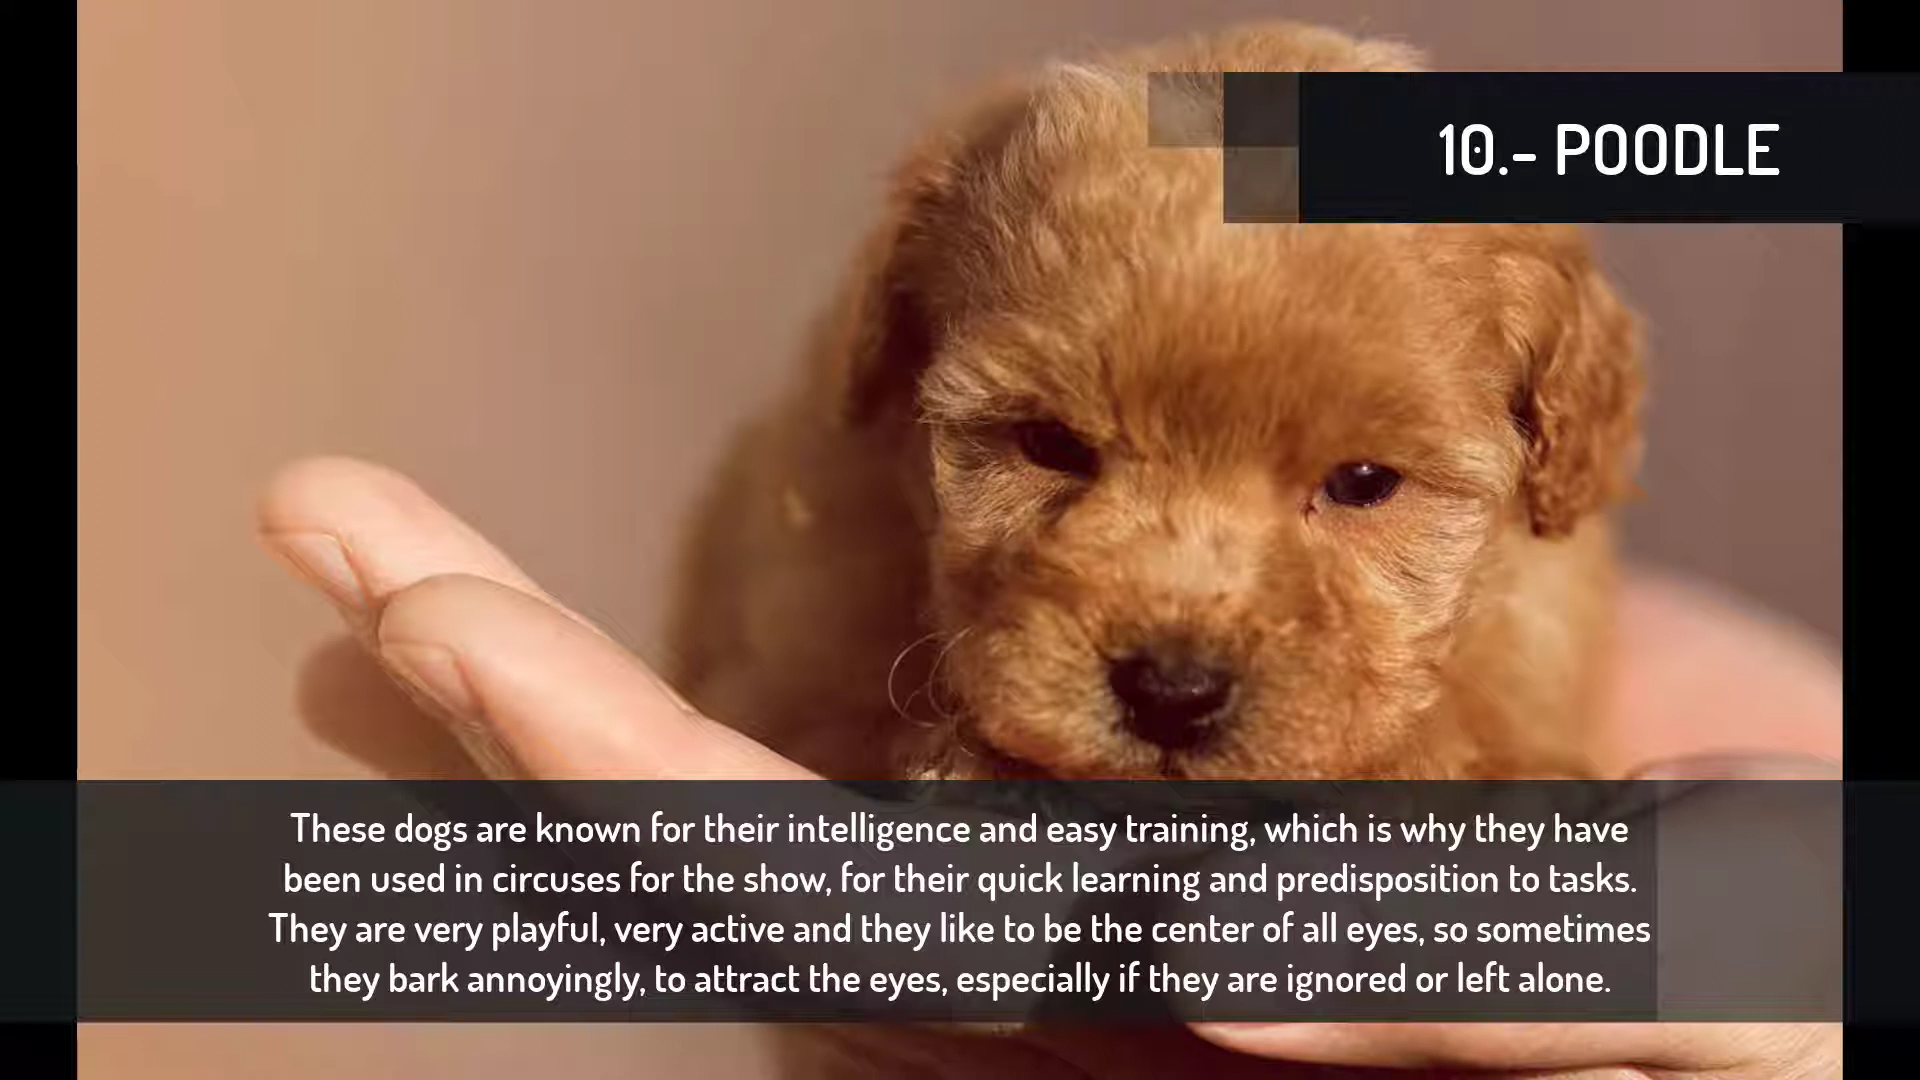 10.- POODLE
These dogs are known for their intelligence and easy training, which is why they have
been used in circuses for the show, for their quick learning and predisposition to tasks.
They are very playful, very active and they like to be the center of all eyes, so sometimes
they bark annoyingly, to attract the eyes, especially if they are ignored or left alone.